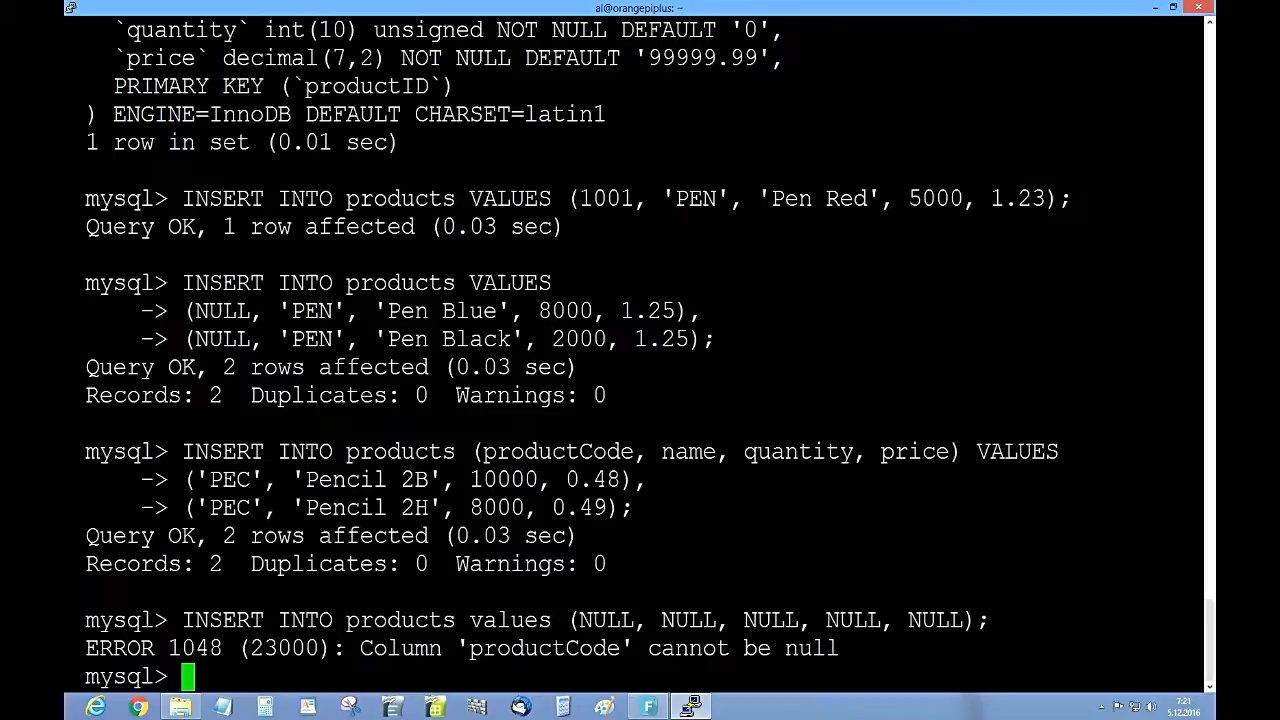 al@orangepiplus: ~
`quantity` int(10) unsigned NOT NULL DEFAULT '0',
`price` decimal(7,2) NOT NULL DEFAULT '99999.99',
PRIMARY KEY (`productID`)
) ENGINE=InnoDB DEFAULT CHARSET=latin1
1 row in set (0.01 sec)
mysql> INSERT INTO products VALUES (1001, 'PEN', 'Pen Red', 5000, 1.23);
Query OK, 1 row affected (0.03 sec)
mysql> INSERT INTO products VALUES
-> (NULL, 'PEN', 'Pen Blue', 8000, 1.25),
-> (NULL, 'PEN', 'Pen Black', 2000, 1.25);
Query OK, 2 rows affected (0.03 sec)
Records: 2  Duplicates: 0  Warnings: 0
mysql> INSERT INTO products (productCode, name, quantity, price) VALUES
-> ('PEC', 'Pencil 2B', 10000, 0.48),
-> ('PEC', 'Pencil 2H', 8000, 0.49);
Query OK, 2 rows affected (0.03 sec)
Records: 2  Duplicates: 0  Warnings: 0
mysql> INSERT INTO products values (NULL, NULL, NULL, NULL, NULL);
ERROR 1048 (23000): Column 'productCode' cannot be null
mysql>
7:21
5.12.2016